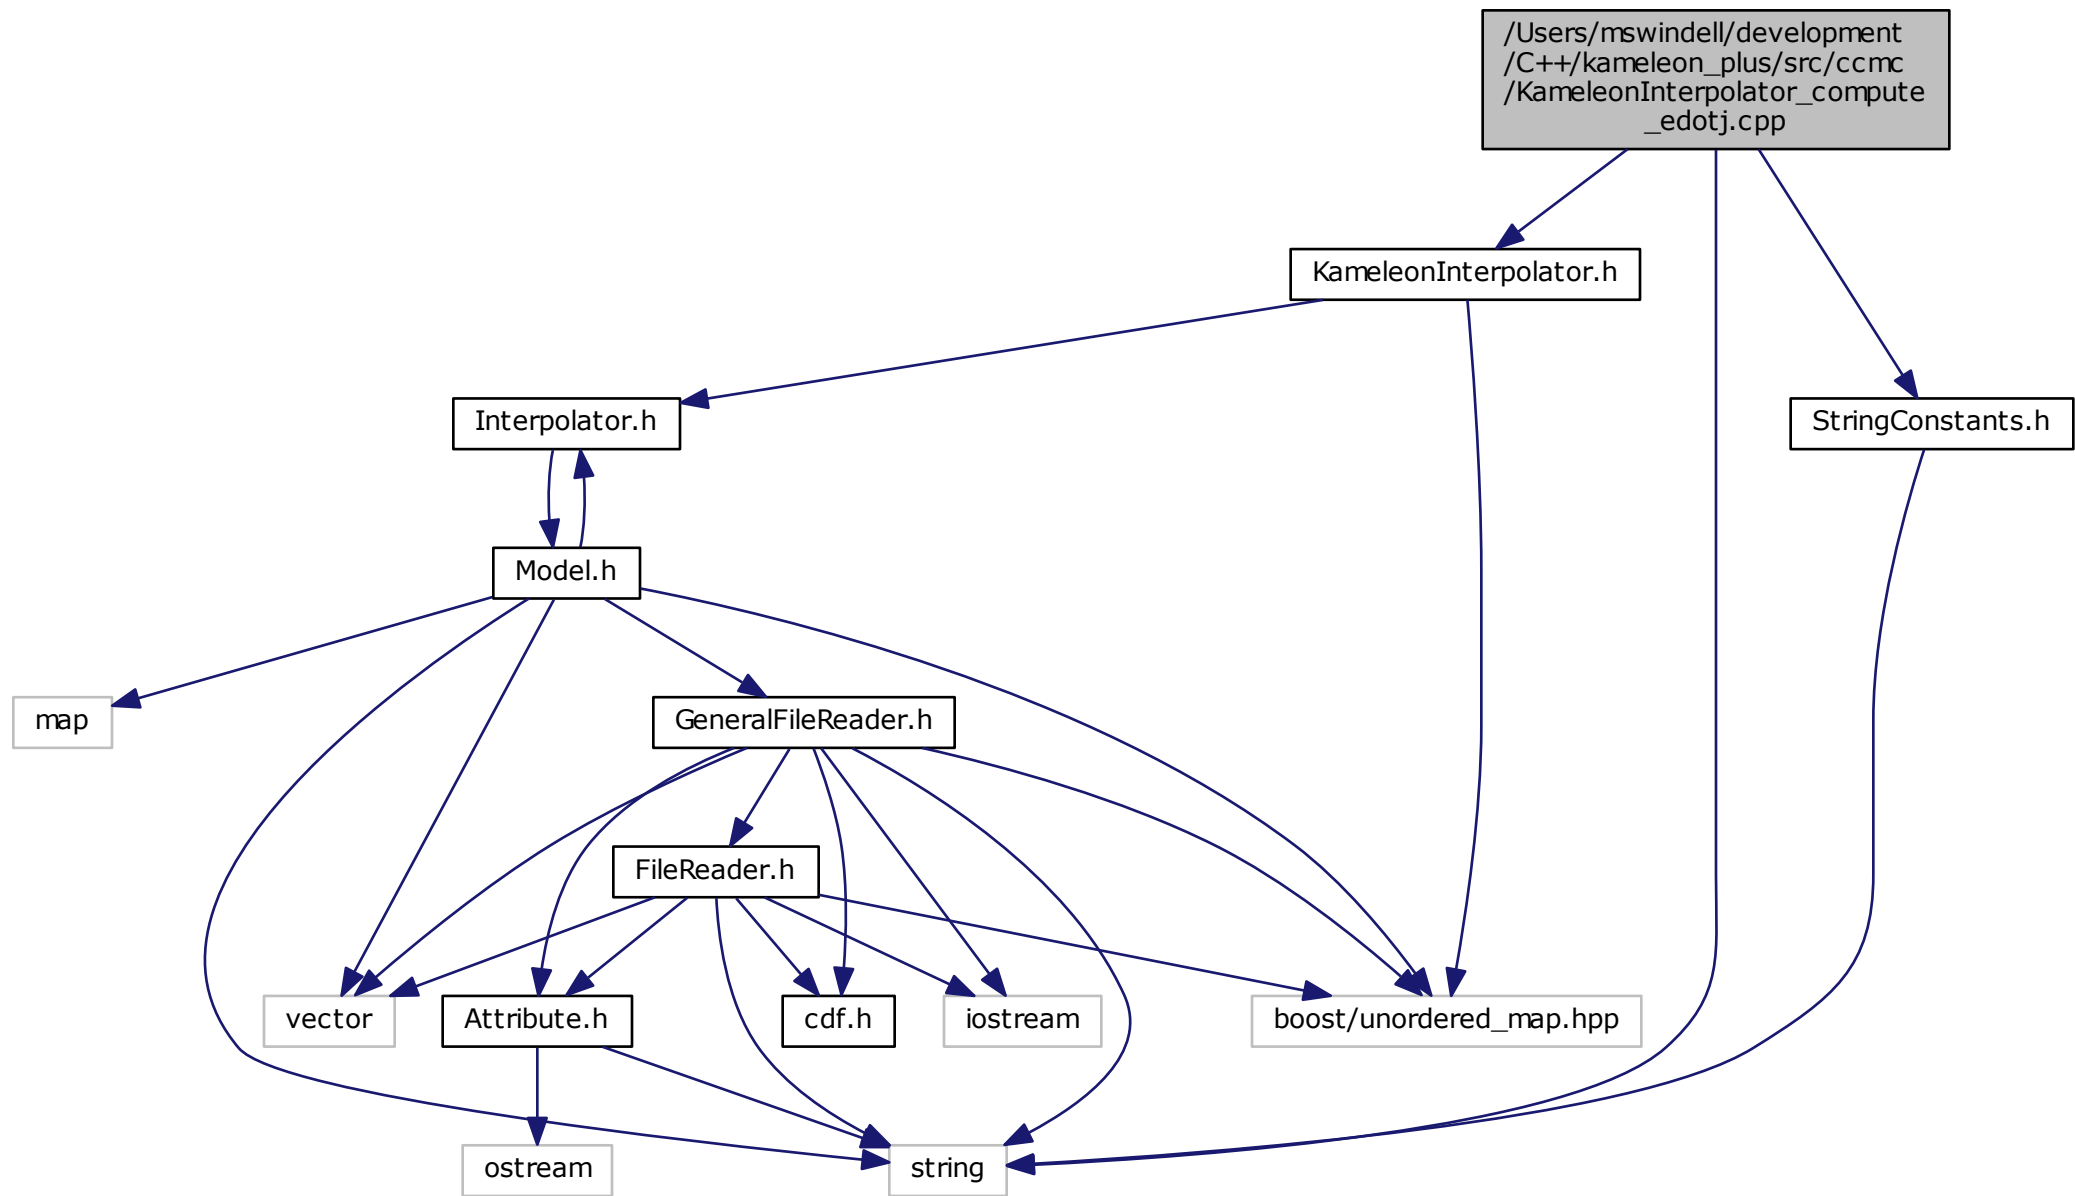 /Users/mswindell/development
/C++/kameleon_plus/src/ccmc
/KameleonInterpolator_compute
_edotj.cpp
KameleonInterpolator.h
Interpolator.h
StringConstants.h
Model.h
map
GeneralFileReader.h
FileReader.h
vector
Attribute.h
cdf.h
iostream
boost/unordered_map.hpp
ostream
string